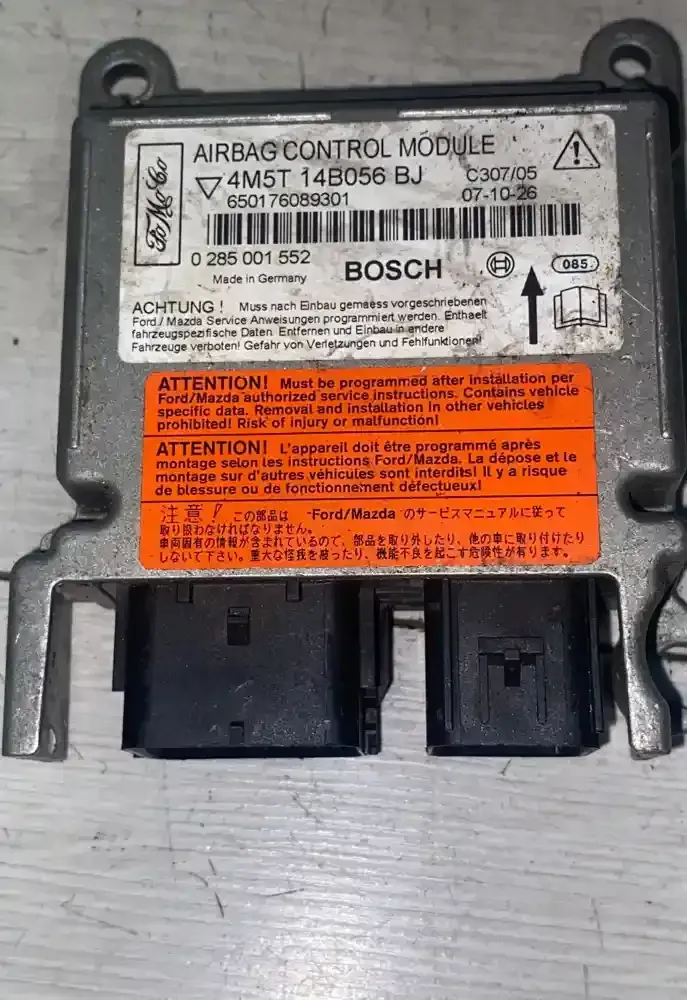 FoMoCo
AIRBAG CONTROL MODULE
4M5T 14B056 BJ
C307/05
650176089301
07-10-26
0 285 001 552
BOSCH
085
Made in Germany
ACHTUNG ! Muss nach Einbau gemaess vorgeschriebenen
Ford / Mazda Service Anweisungen programmiert werden. Enthaelt
fahrzeugspezifische Daten. Entfernen und Einbau in andere
Fahrzeuge verboten! Gefahr von Verletzungen und Fehlfunktionen!
ATTENTION! Must be programmed after installation per
Ford/Mazda authorized service instructions. Contains vehicle
specific data. Removal and installation in other vehicles
prohibited! Risk of injury or malfunction!
ATTENTION! L'appareil doit être programmé après
montage selon les instructions Ford/Mazda. La dépose et le
montage sur d'autres véhicules sont interdits! Il y a risque
de blessure ou de fonctionnement défectueux!
注意! この部品は Ford/Mazda のサービスマニュアルに従って
取り扱わなければなりません。
車両固有の情報が含まれているので、部品を取り外したり、他の車に取り付けたり
しないで下さい。重大な怪我を被ったり、機能不良を起こす危険性が有ります。